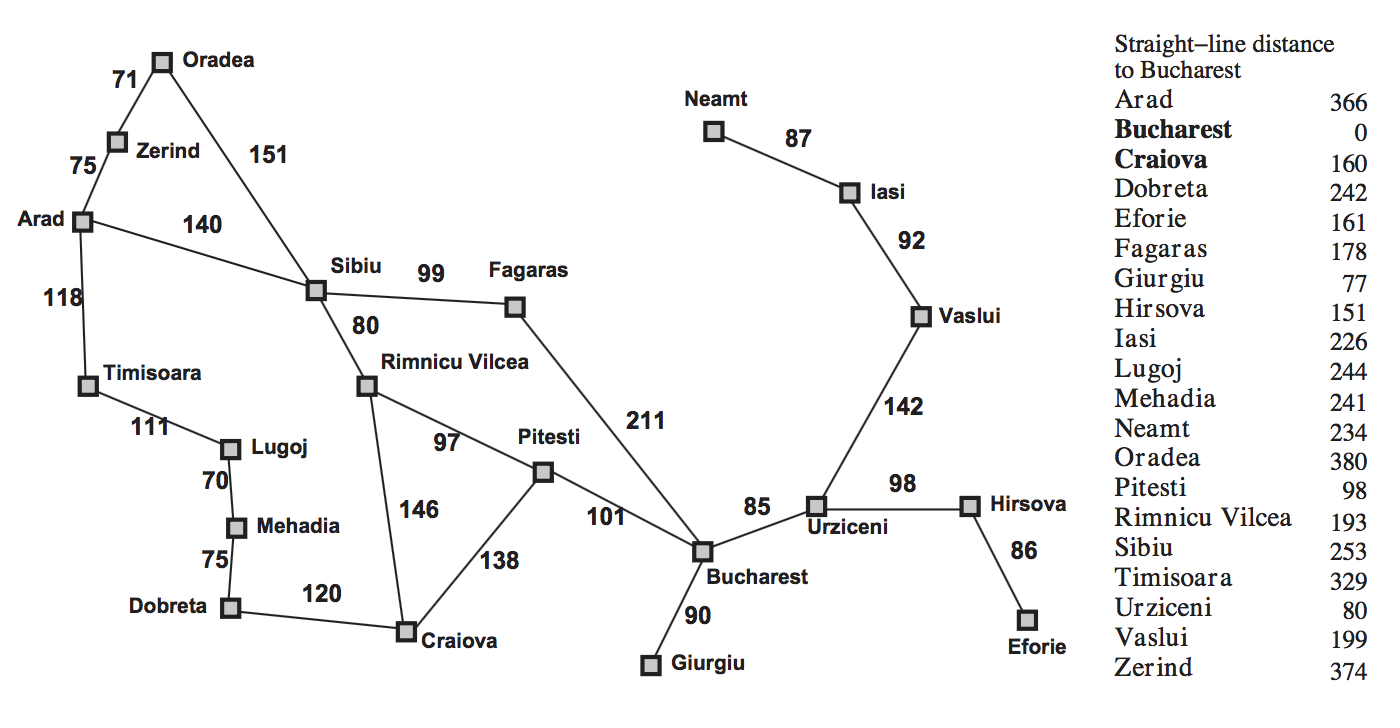 Oradea
71
Neamt
87
Zerind
151
75
Iasi
Arad
140
92
Sibiu
99
Fagaras
118
80
Vaslui
Rimnicu Vilcea
Timisoara
142
211
111
Lugoj
97
Pitesti
70
98
Hirsova
146
85
101
Urziceni
Mehadia
86
75
138
Bucharest
120
Dobreta
90
Craiova
Eforie
Giurgiu
Straight–line distance
to Bucharest
Arad 366
Bucharest 0
Craiova 160
Dobreta 242
Eforie 161
Fagaras 178
Giurgiu 77
Hirsova 151
Iasi 226
Lugoj 244
Mehadia 241
Neamt 234
Oradea 380
Pitesti 98
Rimnicu Vilcea 193
Sibiu 253
Timisoara 329
Urziceni 80
Vaslui 199
Zerind 374